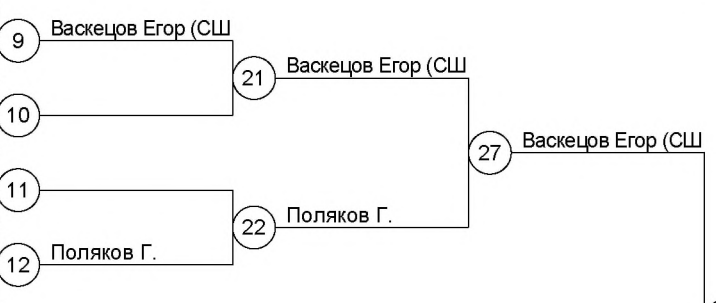 9 Васкецов Егор (СШ
21 Васкецов Егор (СШ
10
27 Васкецов Егор (СШ
11
22 Поляков Г.
12 Поляков Г.